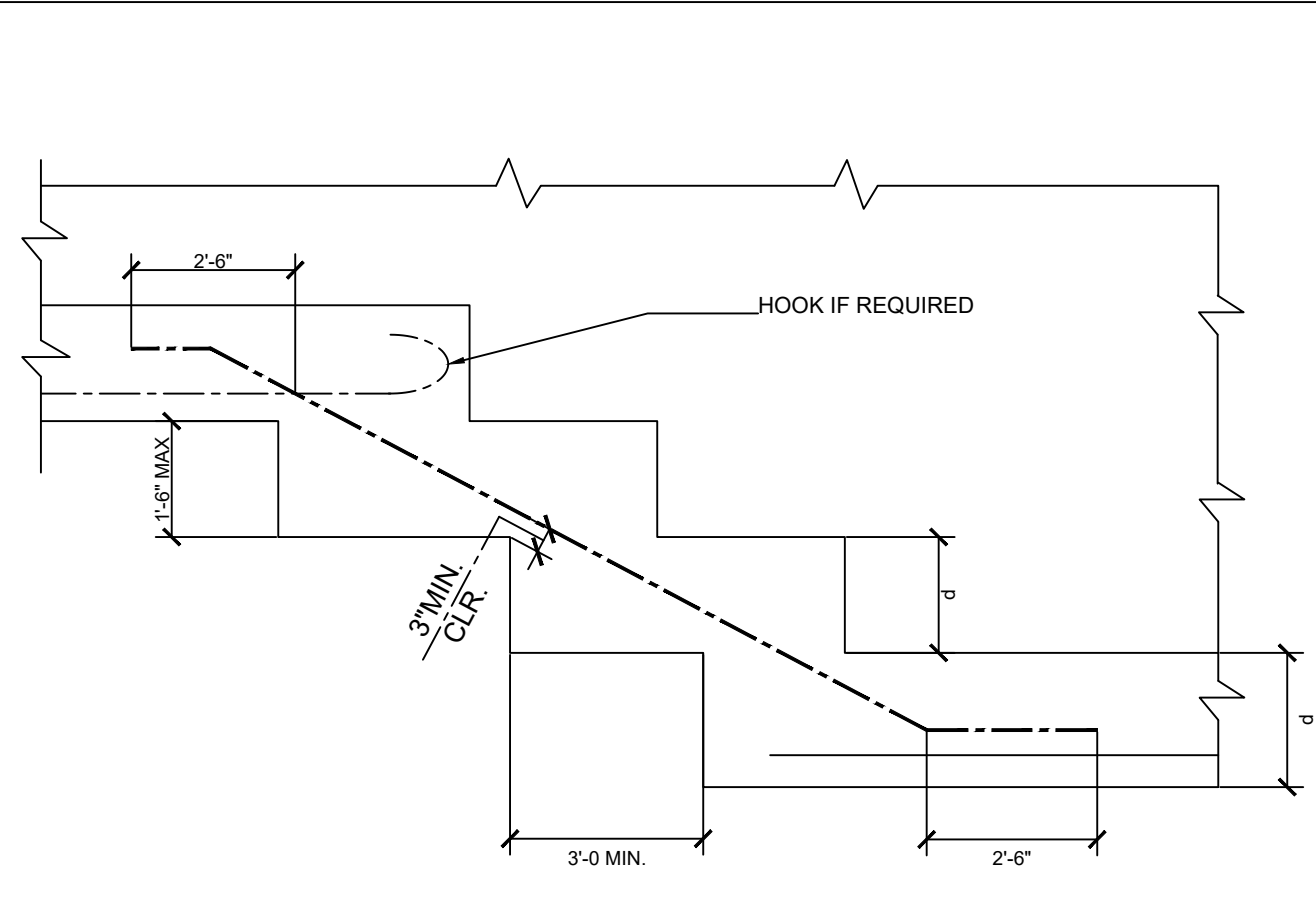 2'-6"
HOOK IF REQUIRED
1'-6" MAX
3"MIN.
CLR.
d
d
3'-0 MIN.
2'-6"